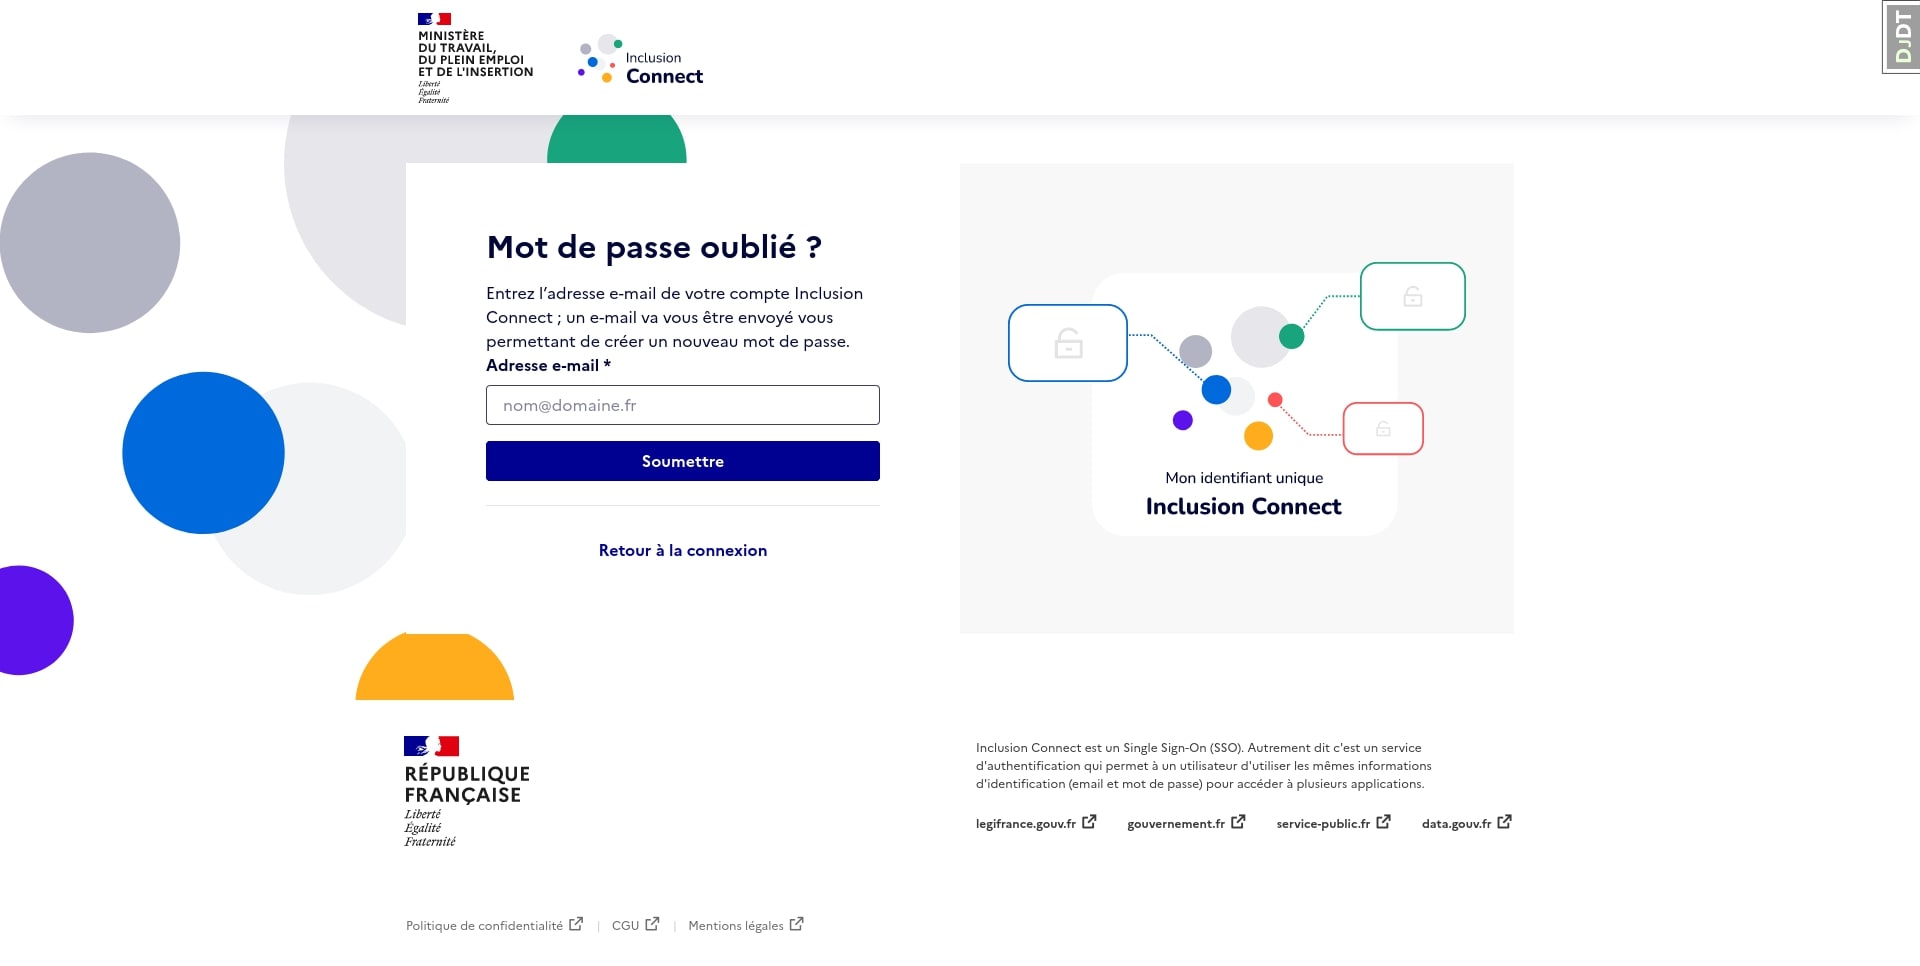 MINISTÈRE
DU TRAVAIL,
DU PLEIN EMPLOI
ET DE L'INSERTION
Liberté
Égalité
Fraternité
Inclusion
Connect
DJDT
Mot de passe oublié ?
Entrez l’adresse e-mail de votre compte Inclusion
Connect ; un e-mail va vous être envoyé vous
permettant de créer un nouveau mot de passe.
Adresse e-mail *
nom@domaine.fr
Soumettre
Retour à la connexion
Mon identifiant unique
Inclusion Connect
RÉPUBLIQUE
FRANÇAISE
Liberté
Égalité
Fraternité
Inclusion Connect est un Single Sign-On (SSO). Autrement dit c'est un service
d'authentification qui permet à un utilisateur d'utiliser les mêmes informations
d'identification (email et mot de passe) pour accéder à plusieurs applications.
legifrance.gouv.fr gouvernement.fr service-public.fr data.gouv.fr
Politique de confidentialité | CGU | Mentions légales